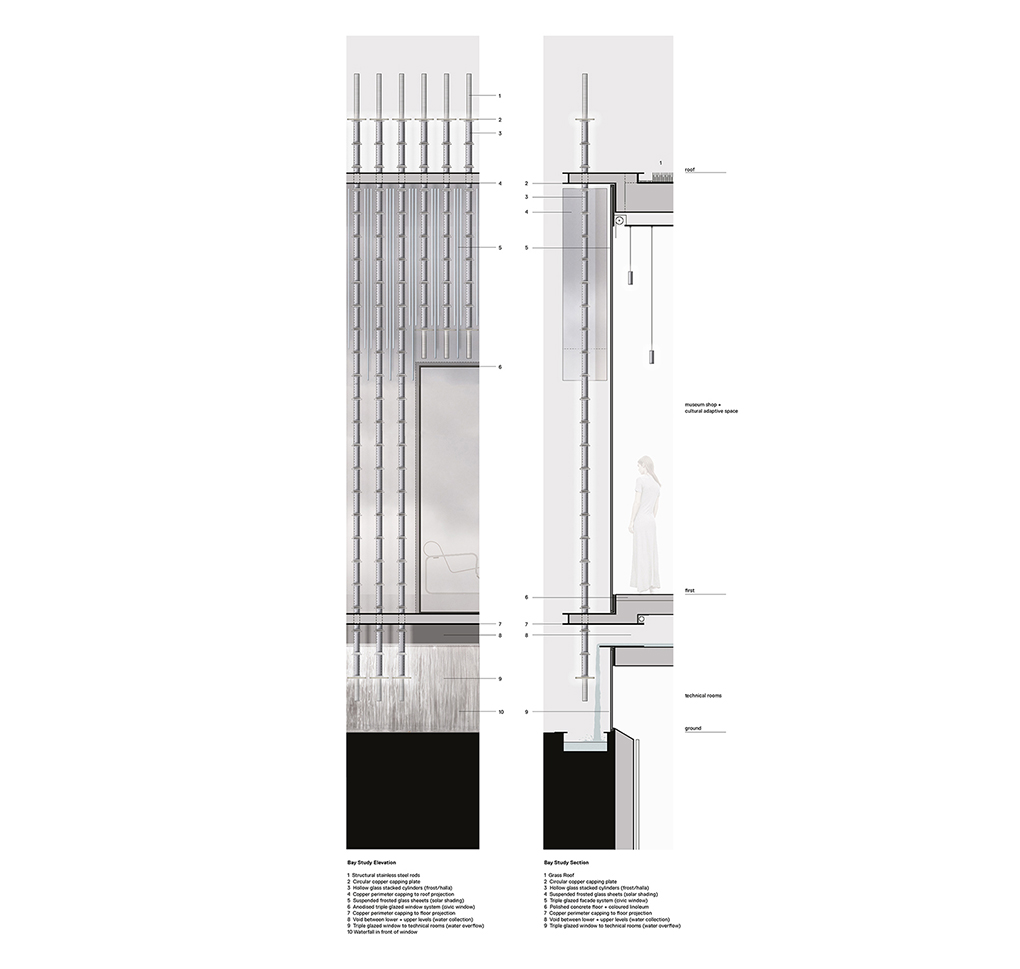 1
2
3
4
5
6
7
8
9
10
1
2
3
4
5
6
7
8
9
roof
museum shop +
cultural adaptive space
first
technical rooms
ground
Bay Study Elevation
1 Structural stainless steel rods
2 Circular copper capping plate
3 Hollow glass stacked cylinders (frost/halla)
4 Copper perimeter capping to roof projection
5 Suspended frosted glass sheeets (solar shading)
6 Anodised triple glazed window system (civic window)
7 Copper perimeter capping to floor projection
8 Void between lower + upper levels (water collection)
9 Triple glazed window to technical rooms (water overflow)
10 Waterfall in front of window
Bay Study Section
1 Grass Roof
2 Circular copper capping plate
3 Hollow glass stacked cylinders (frost/halla)
4 Suspended frosted glass sheets (solar shading)
5 Triple glazed facade system (civic window)
6 Polished concrete floor + coloured linoleum
7 Copper perimeter capping to floor projection
8 Void between lower + upper levels (water collection)
9 Triple glazed window to technical rooms (water overflow)